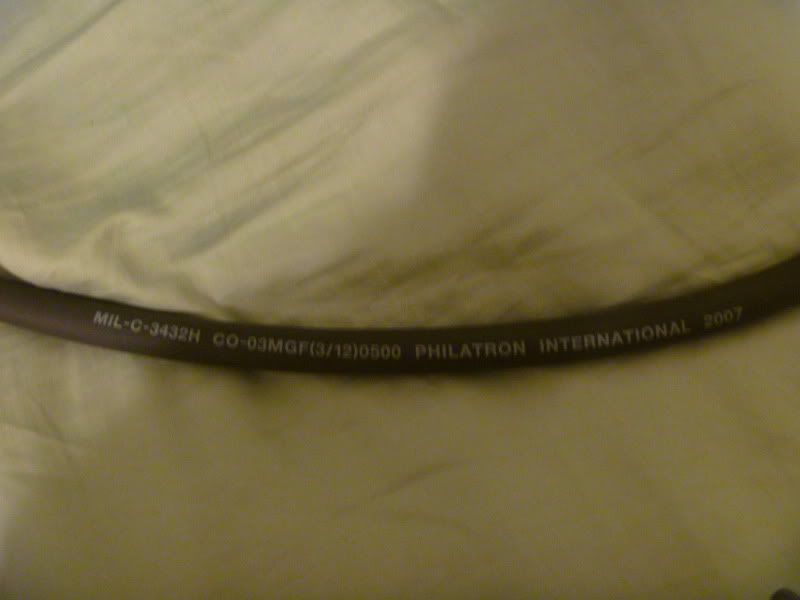 MIL-C-3432H CO-03MGF(3/12)0500 PHILATRON INTERNATIONAL 2007